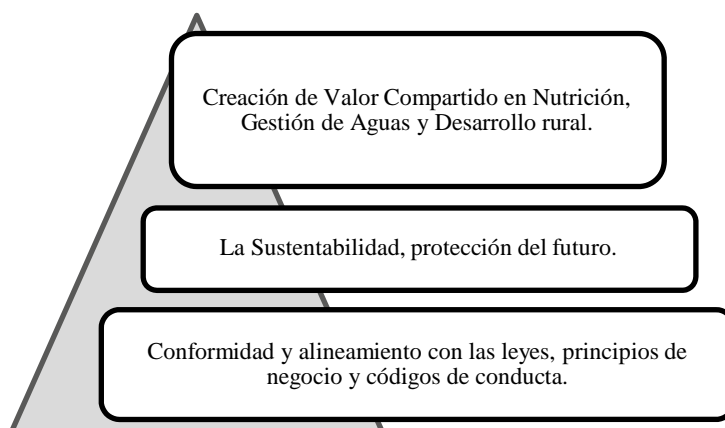 Creación de Valor Compartido en Nutrición,
Gestión de Aguas y Desarrollo rural.
La Sustentabilidad, protección del futuro.
Conformidad y alineamiento con las leyes, principios de
negocio y códigos de conducta.